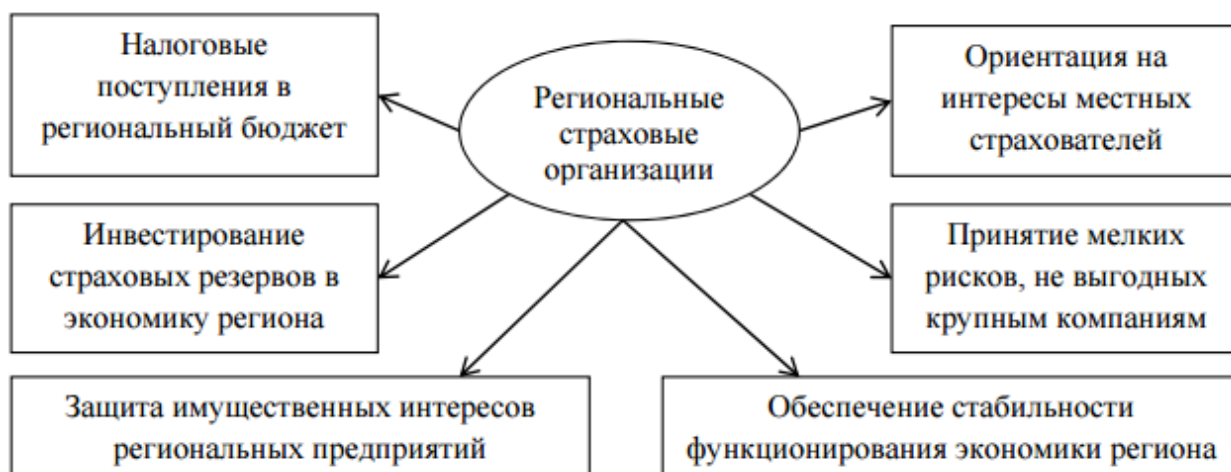 Налоговые
поступления в
региональный бюджет
Региональные
страховые
организации
Ориентация на
интересы местных
страхователей
Инвестирование
страховых резервов в
экономику региона
Принятие мелких
рисков, не выгодных
крупным компаниям
Защита имущественных интересов
региональных предприятий
Обеспечение стабильности
функционирования экономики региона